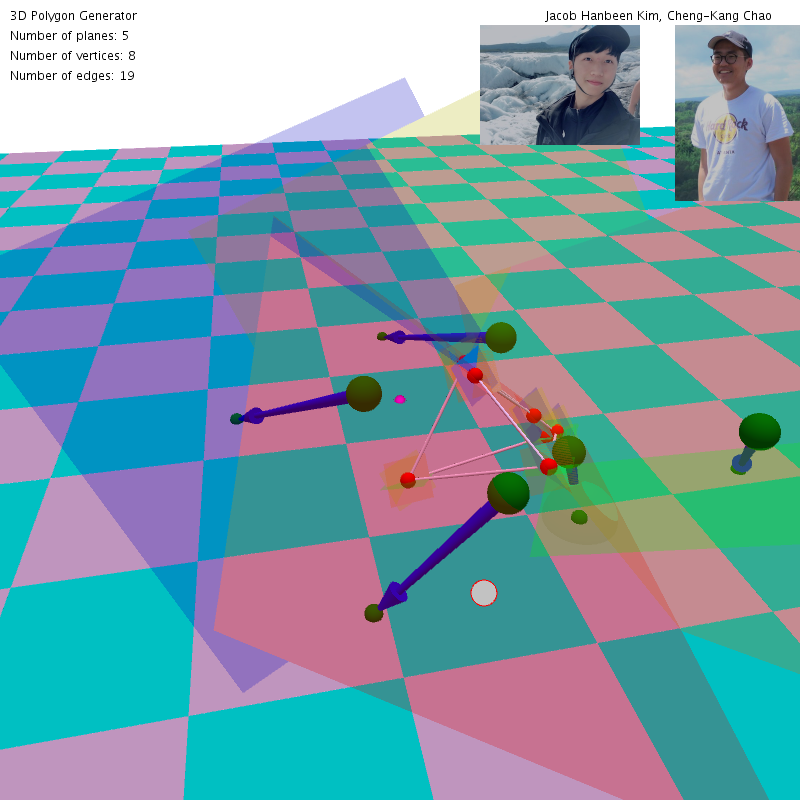 3D Polygon Generator
Jacob Hanbeen Kim, Cheng-Kang Chao
Number of planes: 5
Number of vertices: 8
Number of edges: 19